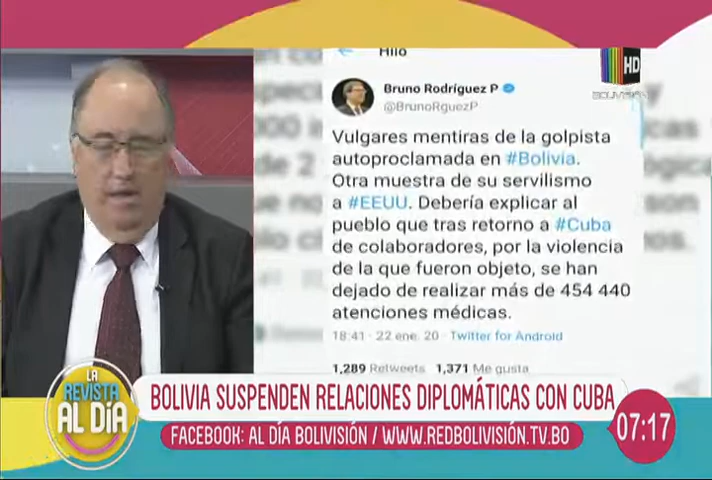 Hilo
Bruno Rodríguez P
@BrunoRguezP
HD
BOLIVISIÓN
Vulgares mentiras de la golpista
autoproclamada en #Bolivia.
Otra muestra de su servilismo
a #EEUU. Debería explicar al
pueblo que tras retorno a #Cuba
de colaboradores, por la violencia
de la que fueron objeto, se han
dejado de realizar más de 454 440
atenciones médicas.
18:41 · 22 ene. 20 · Twitter for Android
1,289 Retweets 1,371 Me gusta
LA
REVISTA
AL DÍA
BOLIVIA SUSPENDEN RELACIONES DIPLOMÁTICAS CON CUBA
FACEBOOK: AL DÍA BOLIVISIÓN / WWW.REDBOLIVISIÓN.TV.BO
07:17